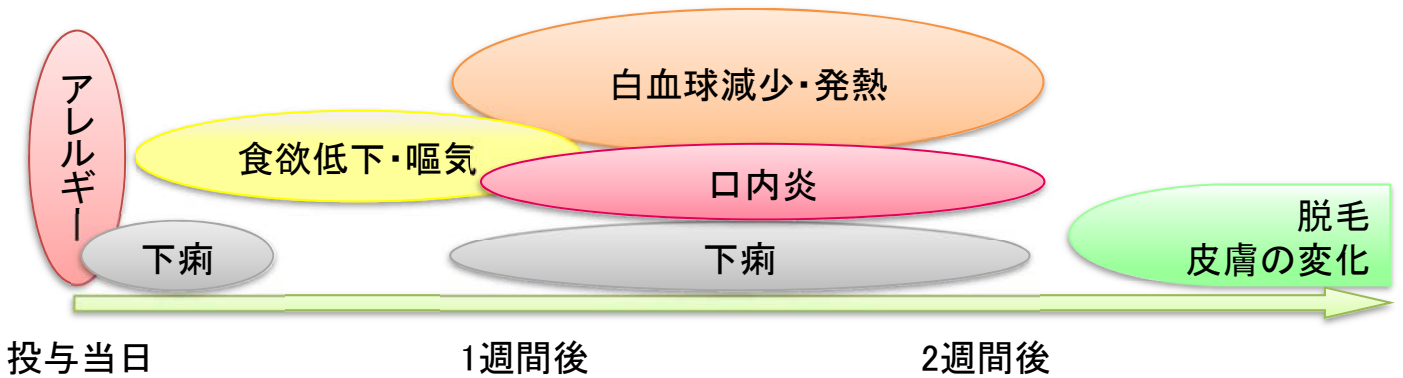 アレルギー
白血球減少・発熱
食欲低下・嘔気
口内炎
下痢
下痢
脱毛
皮膚の変化
投与当日
1週間後
2週間後